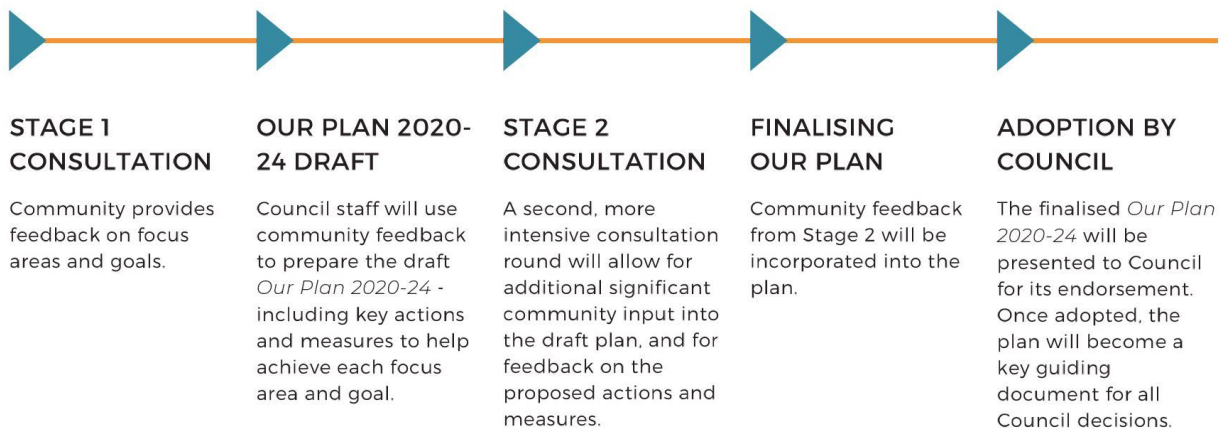 STAGE 1
CONSULTATION
Community provides
feedback on focus
areas and goals.
OUR PLAN 2020-
24 DRAFT
Council staff will use
community feedback
to prepare the draft
Our Plan 2020-24 -
including key actions
and measures to help
achieve each focus
area and goal.
STAGE 2
CONSULTATION
A second, more
intensive consultation
round will allow for
additional significant
community input into
the draft plan, and for
feedback on the
proposed actions and
measures.
FINALISING
OUR PLAN
Community feedback
from Stage 2 will be
incorporated into the
plan.
ADOPTION BY
COUNCIL
The finalised Our Plan
2020-24 will be
presented to Council
for its endorsement.
Once adopted, the
plan will become a
key guiding
document for all
Council decisions.